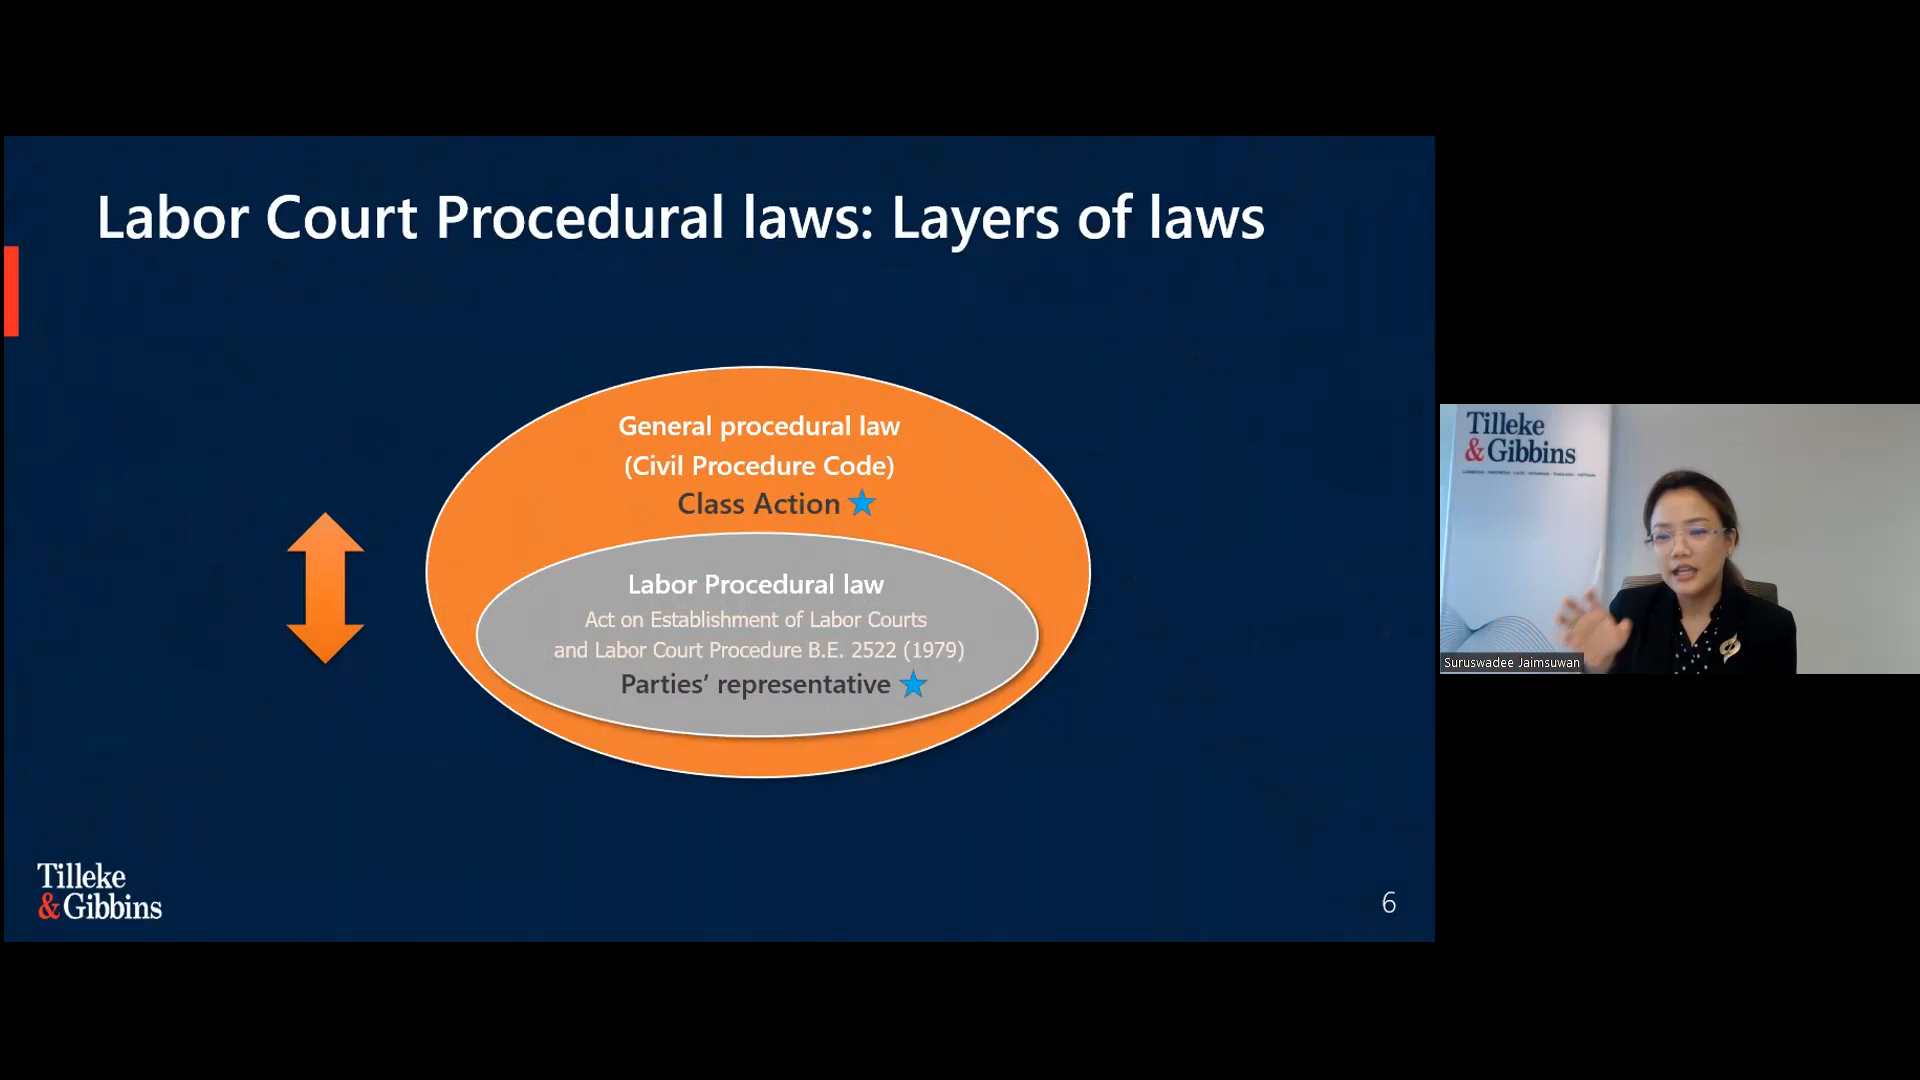 Labor Court Procedural laws: Layers of laws
General procedural law
(Civil Procedure Code)
Class Action
Labor Procedural law
Act on Establishment of Labor Courts
and Labor Court Procedure B.E. 2522 (1979)
Parties’ representative
Tilleke
& Gibbins
6
Tilleke
& Gibbins
Suruswadee Jaimsuwan